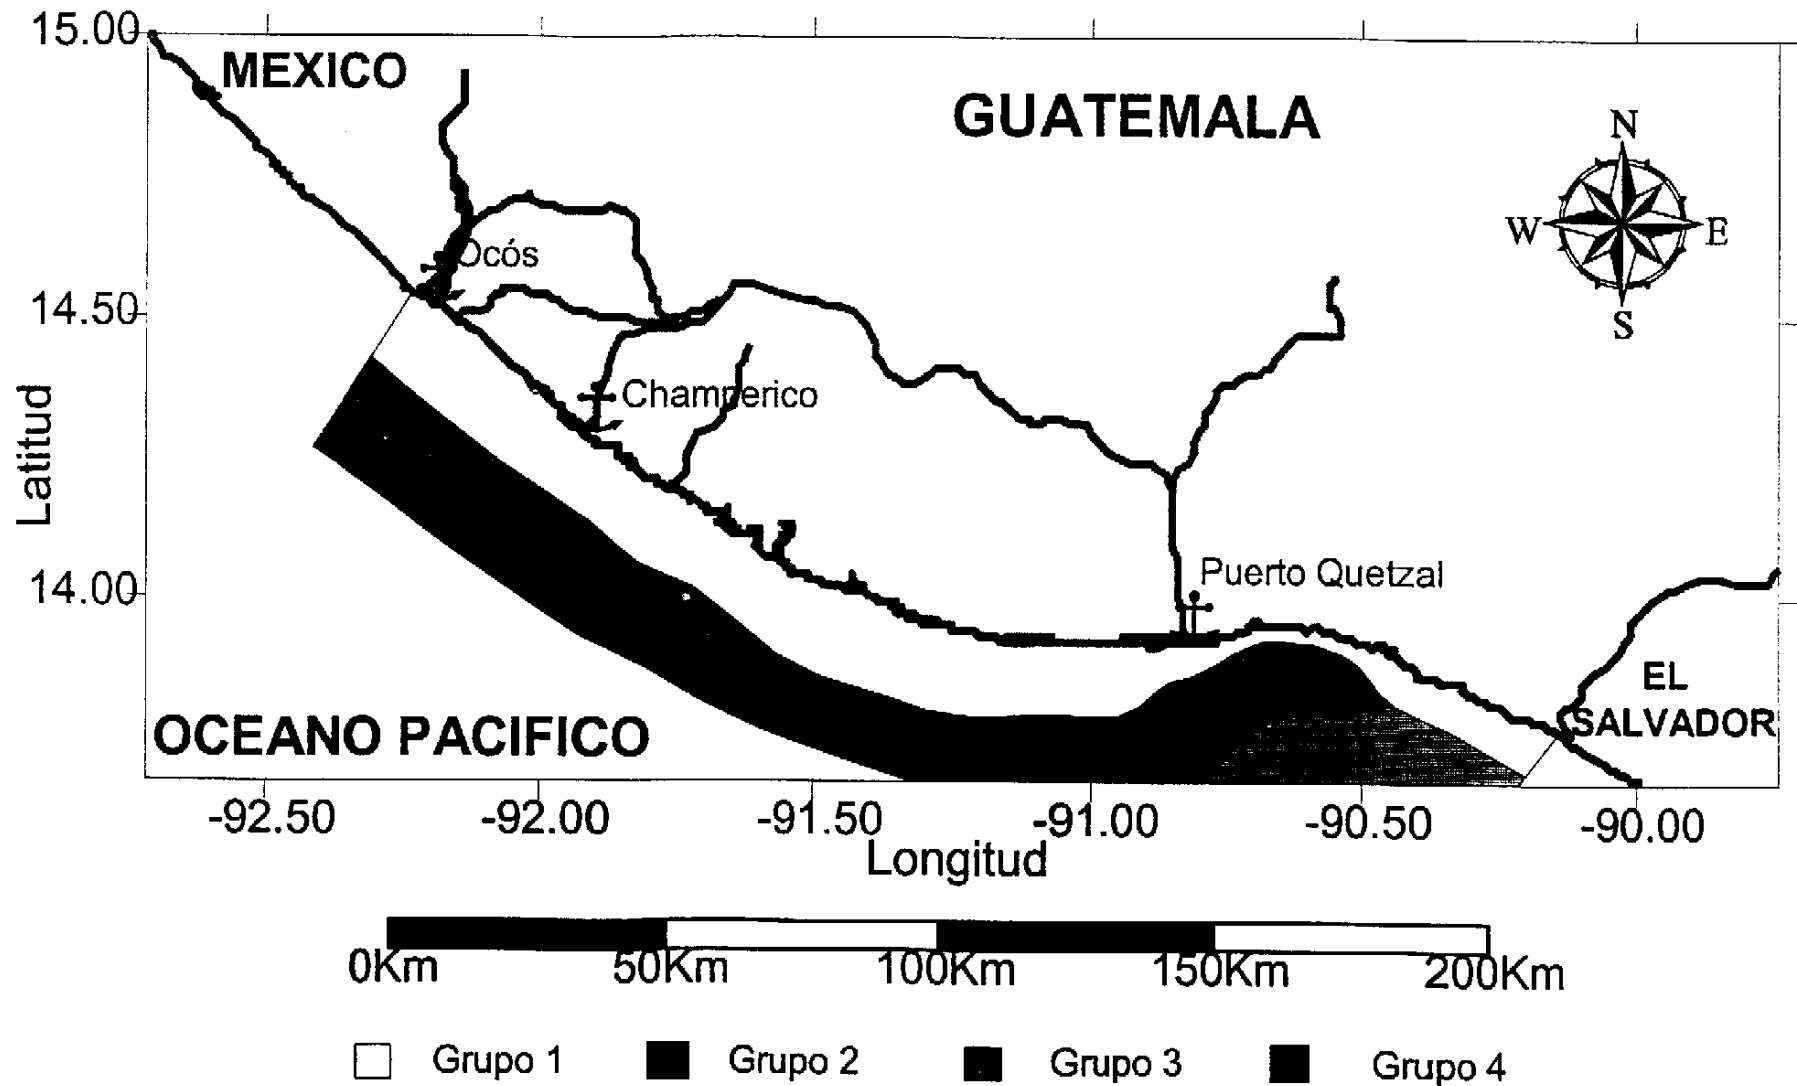 15.00
MEXICO
GUATEMALA
N
W
E
S
Ocós
14.50
Champerico
Latitud
Puerto Quetzal
14.00
EL
SALVADOR
OCEANO PACIFICO
-92.50 -92.00 -91.50 -91.00 -90.50 -90.00
Longitud
0Km 50Km 100Km 150Km 200Km
Grupo 1 Grupo 2 Grupo 3 Grupo 4